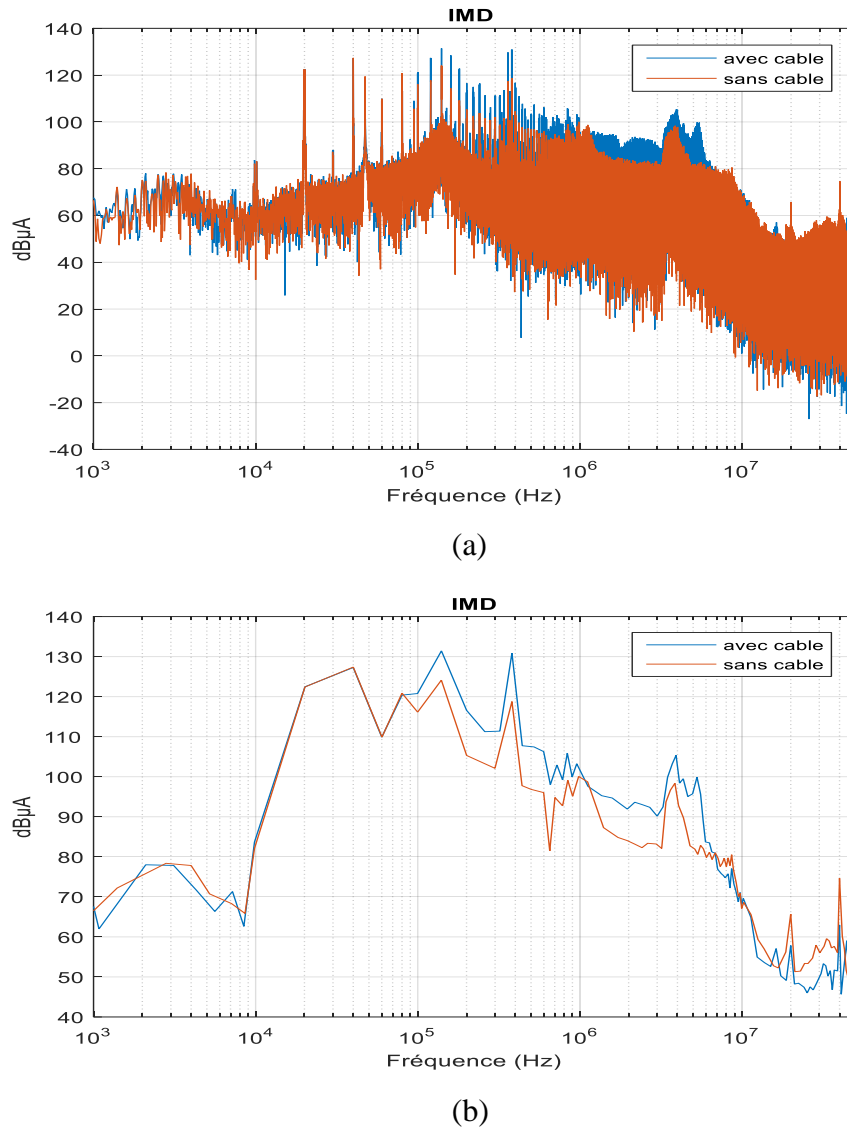 IMD
140
120
100
80
60
40
20
0
-20
-40
dBµA
avec cable
sans cable
10³ 10⁴ 10⁵ 10⁶ 10⁷
Fréquence (Hz)
(a)
IMD
140
130
120
110
100
90
80
70
60
50
40
dBµA
avec cable
sans cable
10³ 10⁴ 10⁵ 10⁶ 10⁷
Fréquence (Hz)
(b)